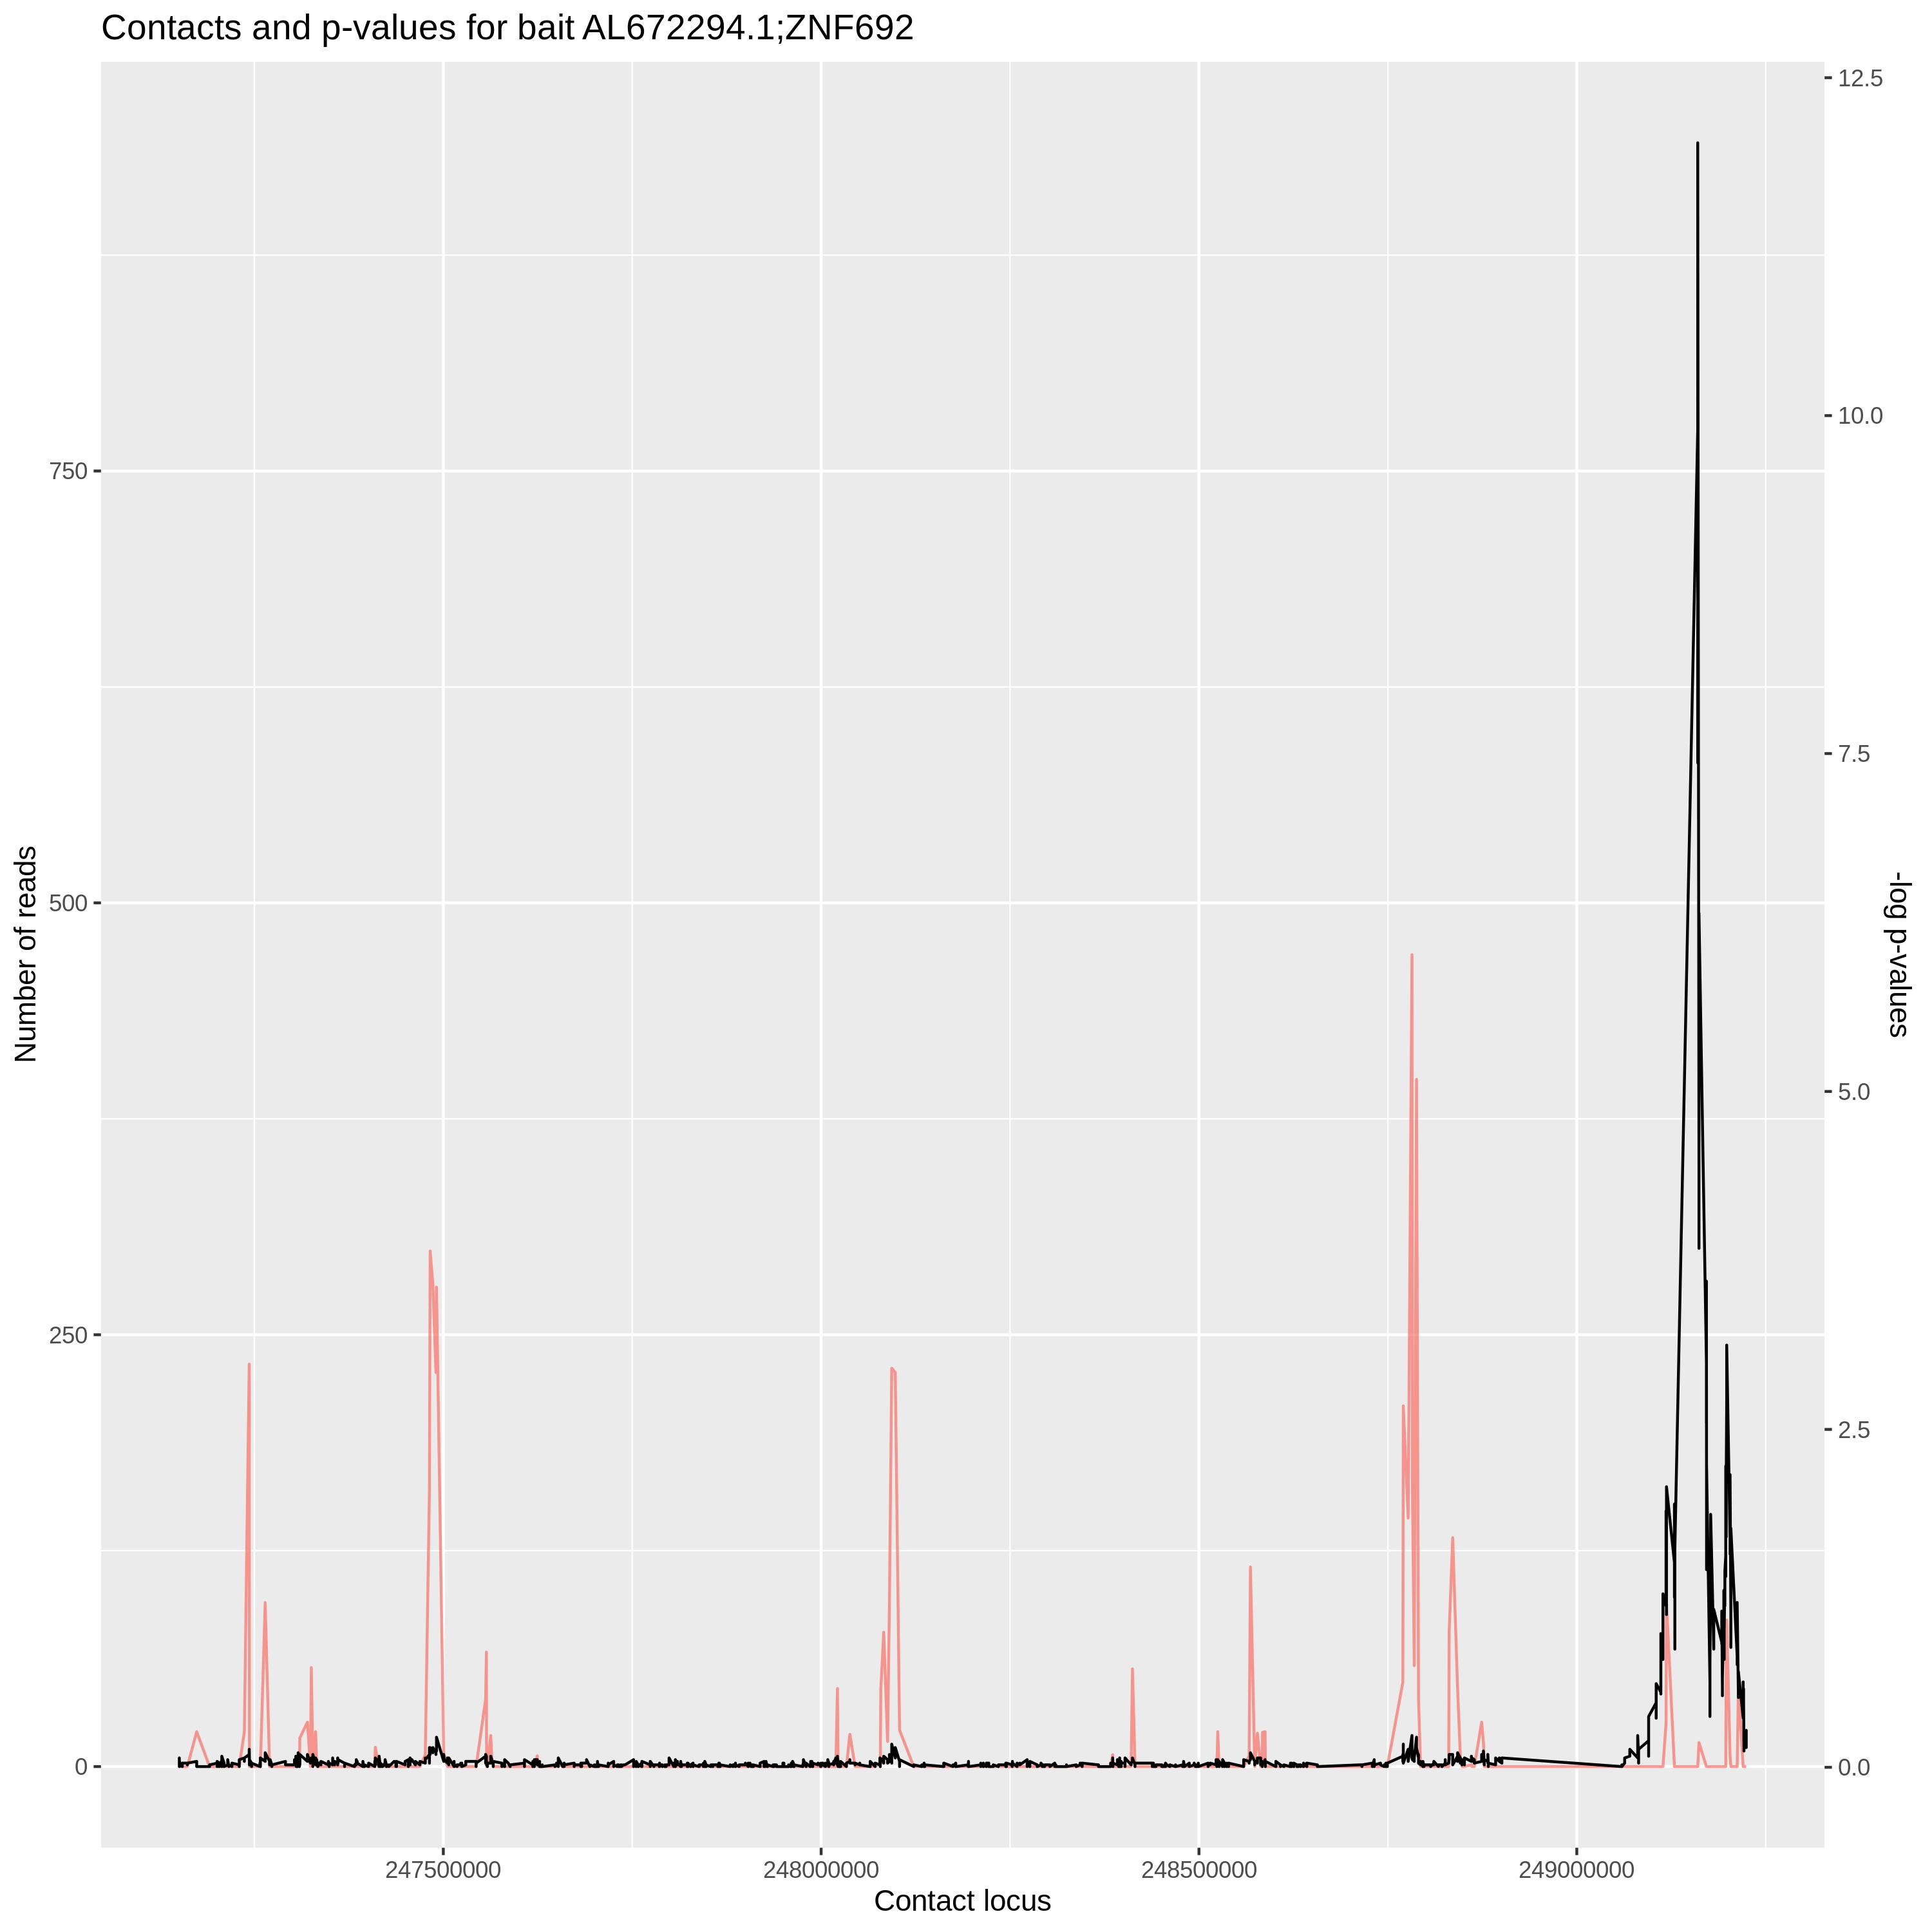 Contacts and p-values for bait AL672294.1;ZNF692
12.5
10.0
750
7.5
Number of reads
500
-log p-values
5.0
250
2.5
0
0.0
247500000 248000000 248500000 249000000
Contact locus